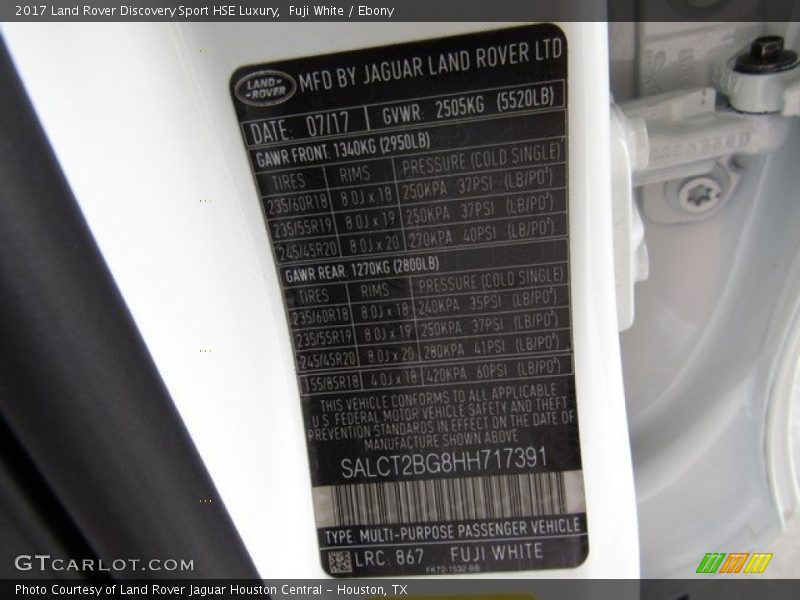 2017 Land Rover Discovery Sport HSE Luxury,  Fuji White / Ebony
LAND-
-ROVER
MFD BY JAGUAR LAND ROVER LTD
DATE: 07/17 GVWR: 2505KG (5520LB)
GAWR FRONT: 1340KG (2950LB)
TIRES RIMS PRESSURE (COLD SINGLE)
235/60R18 8.0J x 18 250KPA 37PSI (LB/PO²)
235/55R19 8.0J x 19 250KPA 37PSI (LB/PO²)
245/45R20 8.0J x 20 270KPA 40PSI (LB/PO²)
GAWR REAR: 1270KG (2800LB)
TIRES RIMS PRESSURE (COLD SINGLE)
235/60R18 8.0J x 18 240KPA 35PSI (LB/PO²)
235/55R19 8.0J x 19 250KPA 37PSI (LB/PO²)
245/45R20 8.0J x 20 280KPA 41PSI (LB/PO²)
155/85R18 4.0J x 18 420KPA 60PSI (LB/PO²)
THIS VEHICLE CONFORMS TO ALL APPLICABLE
U.S. FEDERAL MOTOR VEHICLE SAFETY AND THEFT
PREVENTION STANDARDS IN EFFECT ON THE DATE OF
MANUFACTURE SHOWN ABOVE
SALCT2BG8HH717391
TYPE: MULTI-PURPOSE PASSENGER VEHICLE
LRC: 867 FUJI WHITE
FK72-1532-BB
GTCARLOT.COM
Photo Courtesy of Land Rover Jaguar Houston Central - Houston, TX